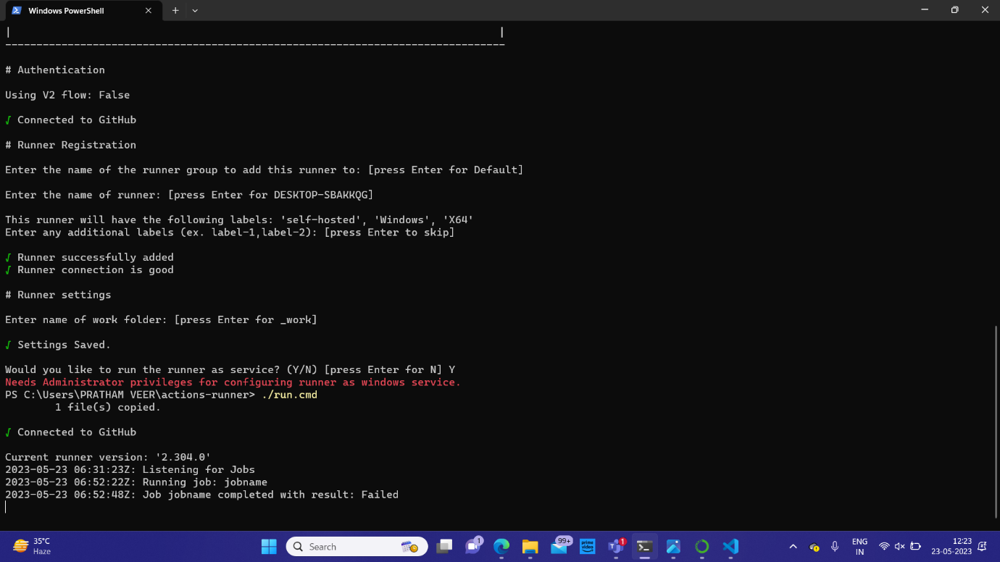 Windows PowerShell
# Authentication
Using V2 flow: False
√ Connected to GitHub
# Runner Registration
Enter the name of the runner group to add this runner to: [press Enter for Default]
Enter the name of runner: [press Enter for DESKTOP-SBAKKQG]
This runner will have the following labels: 'self-hosted', 'Windows', 'X64'
Enter any additional labels (ex. label-1,label-2): [press Enter to skip]
√ Runner successfully added
√ Runner connection is good
# Runner settings
Enter name of work folder: [press Enter for _work]
√ Settings Saved.
Would you like to run the runner as service? (Y/N) [press Enter for N] Y
Needs Administrator privileges for configuring runner as windows service.
PS C:\Users\PRATHAM VEER\actions-runner> ./run.cmd
1 file(s) copied.
√ Connected to GitHub
Current runner version: '2.304.0'
2023-05-23 06:31:23Z: Listening for Jobs
2023-05-23 06:52:22Z: Running job: jobname
2023-05-23 06:52:48Z: Job jobname completed with result: Failed
35°C
Haze
Search
1
99+
prime video
1
ENG
IN
12:23
23-05-2023